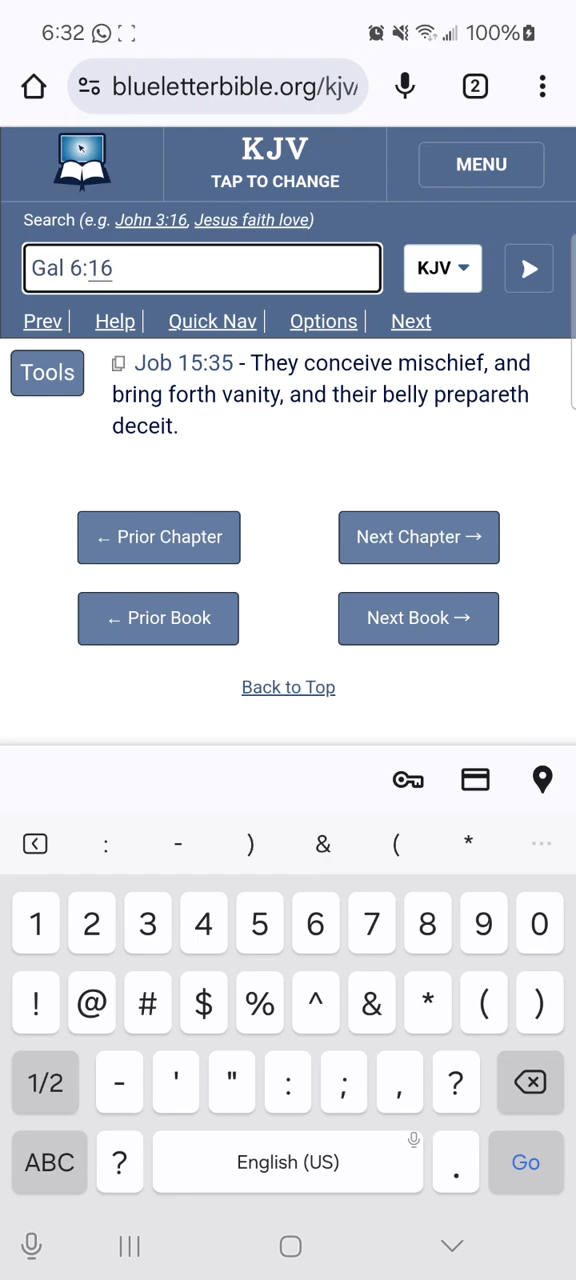 6:32
100%
blueletterbible.org/kjv/
2
KJV
TAP TO CHANGE
MENU
Search (e.g. John 3:16, Jesus faith love)
Gal 6:16
KJV
Prev| Help| Quick Nav| Options| Next
Tools
Job 15:35 - They conceive mischief, and
bring forth vanity, and their belly prepareth
deceit.
← Prior Chapter
Next Chapter →
← Prior Book
Next Book →
Back to Top
: - ) & ( * ...
1 2 3 4 5 6 7 8 9 0
! @ # $ % ^ & * ( )
1/2 - ' " : ; , ?
ABC ? English (US) . Go